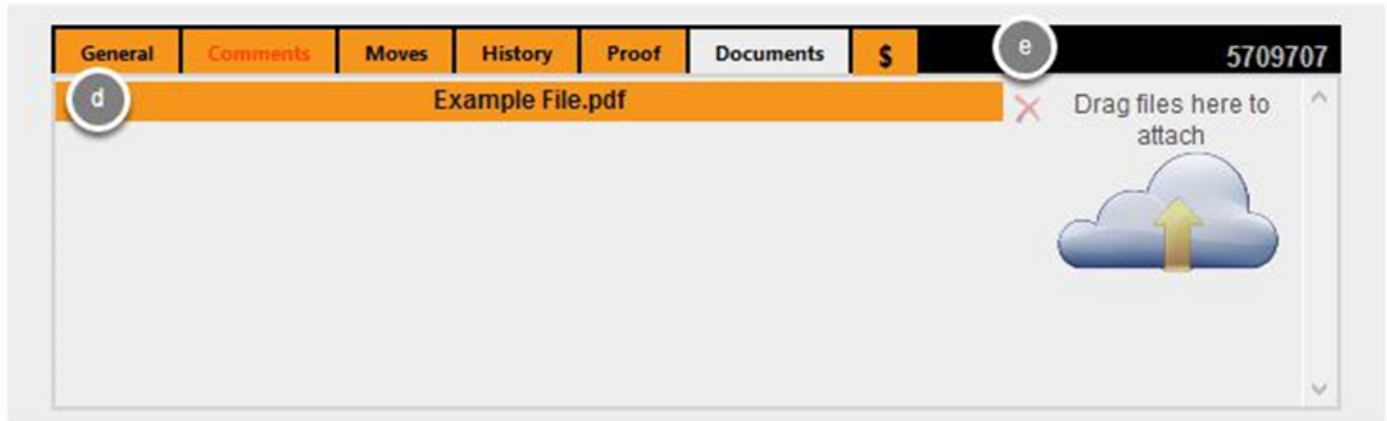 General Comments Moves History Proof Documents $ e 5709707
d Example File.pdf
Drag files here to
attach